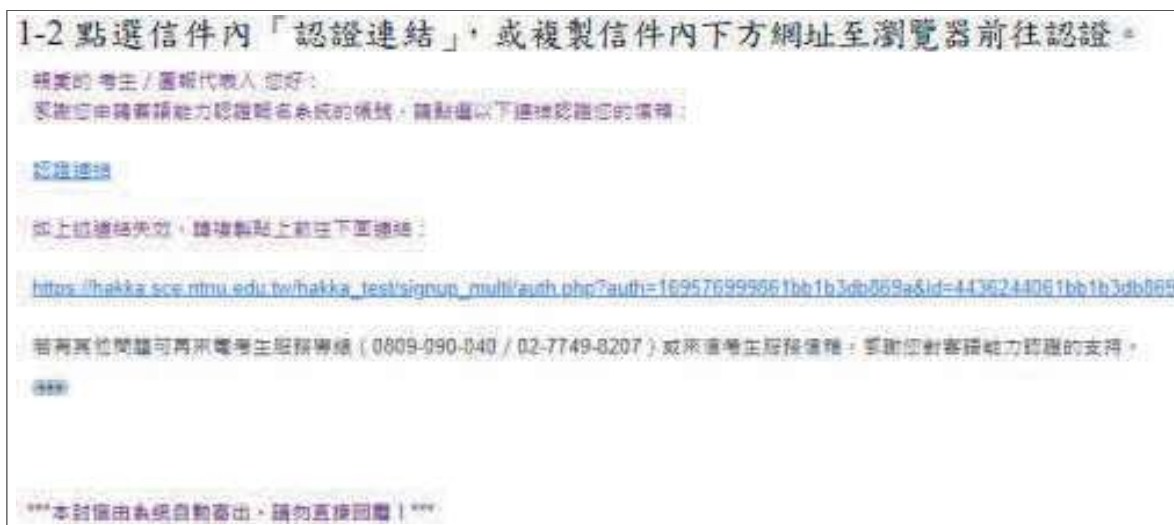 1-2 點選信件內「認證連結」，或複製信件內下方網址至瀏覽器前往認證。
親愛的 考生 / 團報代表人 您好：
感謝您申請客語能力認證報名系統的帳號，請點選以下連結認證您的信箱：
認證連結
如上述連結失效，請複製貼上前往下面連結：
https://hakka.sce.ntnu.edu.tw/hakka_test/signup_multi/auth.php?auth=169576999861bb1b3db869a&id=4436244061bb1b3db869
若有其他問題可再來電考生服務專線（0809-090-040 / 02-7749-8207）或來信考生服務信箱，感謝您對客語能力認證的支持。
***本封信由系統自動寄出，請勿直接回覆！***